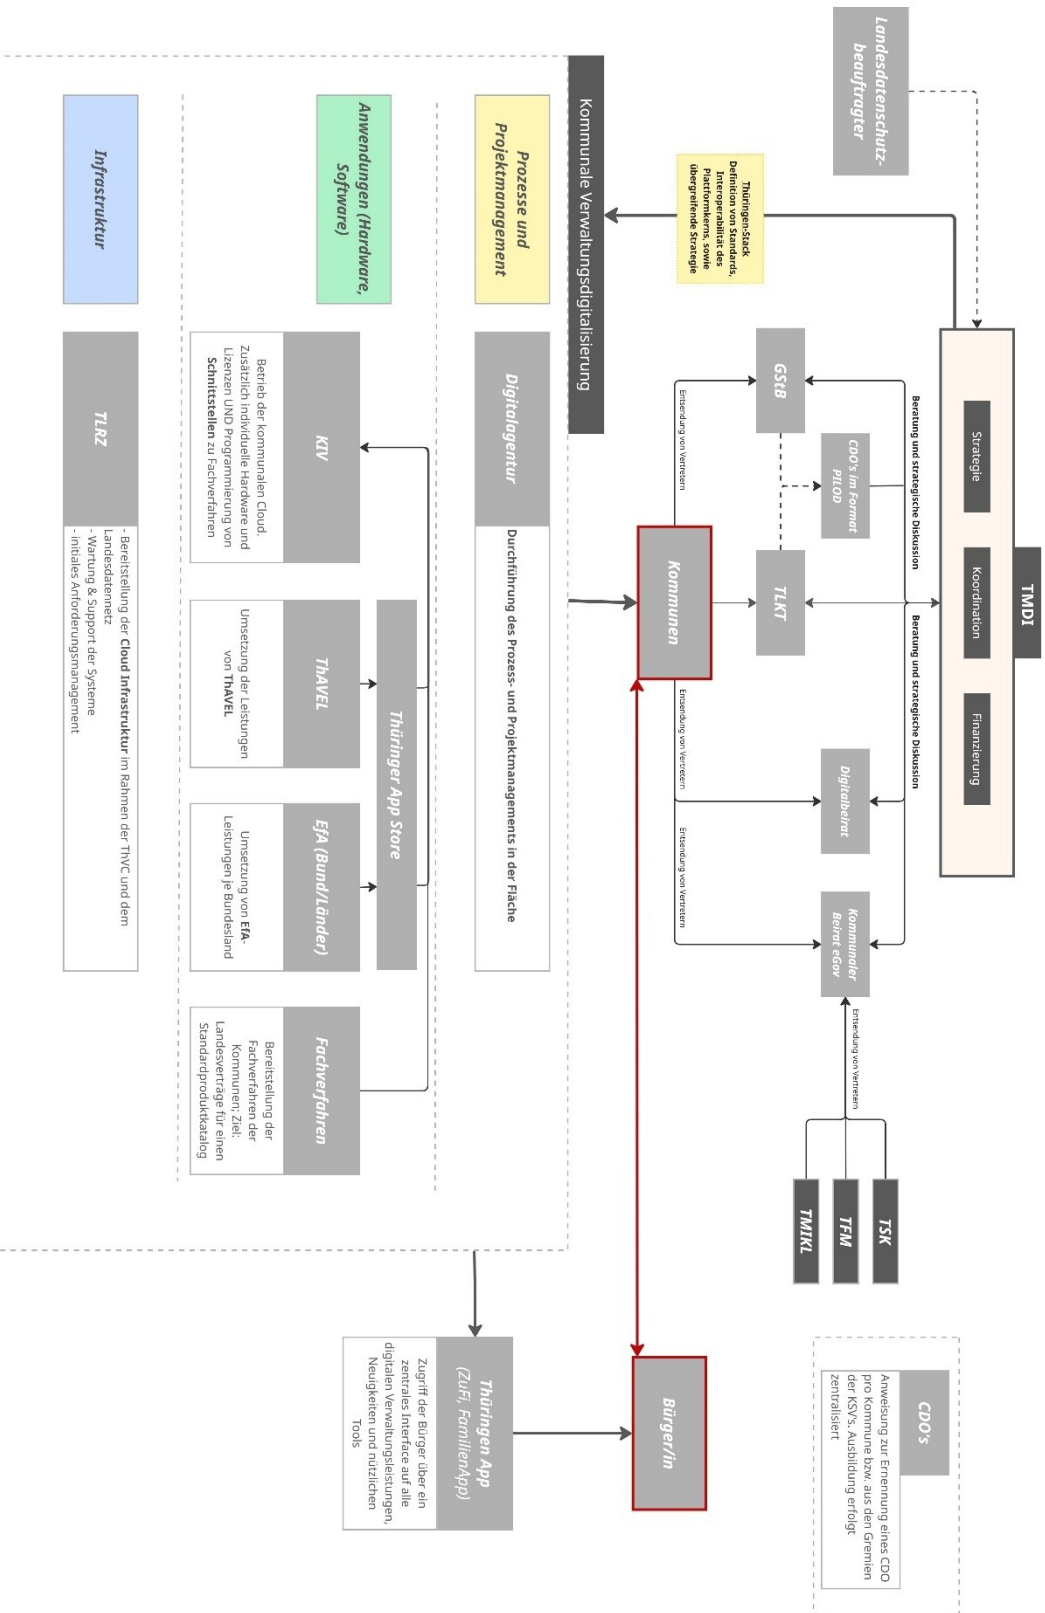 TMDI
Strategie
Koordination
Finanzierung
Landesdatenschutz-
beauftragter
Beratung und strategische Diskussion
Beratung und strategische Diskussion
CDO's im Format
PILOD
GStB
TLKT
Digitalbeirat
Kommunaler
Beirat eGov
Entsendung von Vertretern
TSK
TFM
TMIKL
CDO's
Anweisung zur Ernennung eines CDO
pro Kommune bzw. aus den Gremien
der KSV's. Ausbildung erfolgt
zentralisiert
Thüringen-Stack
Definition von Standards,
Interoperabilität des
Plattformkerns, sowie
übergreifende Strategie
Entsendung von Vertretern
Entsendung von Vertretern
Entsendung von Vertretern
Kommunen
Bürger/in
Kommunale Verwaltungsdigitalisierung
Prozesse und
Projektmanagement
Digitalagentur
Durchführung des Prozess- und Projektmanagements in der Fläche
Thüringen App
(ZuFi, FamilienApp)
Zugriff der Bürger über ein
zentrales Interface auf alle
digitalen Verwaltungsleistungen,
Neuigkeiten und nützlichen
Tools
Anwendungen (Hardware,
Software)
Thüringer App Store
KIV
Betrieb der kommunalen Cloud.
Zusätzlich individuelle Hardware und
Lizenzen UND Programmierung von
Schnittstellen zu Fachverfahren
ThAVEL
Umsetzung der Leistungen
von ThAVEL
EfA (Bund/Länder)
Umsetzung von EfA-
Leistungen je Bundesland
Fachverfahren
Bereitstellung der
Fachverfahren der
Kommunen; Ziel:
Landesverträge für einen
Standardproduktkatalog
Infrastruktur
TLRZ
- Bereitstellung der Cloud Infrastruktur im Rahmen der ThVC und dem
Landesdatennetz
- Wartung & Support der Systeme
- initiales Anforderungsmanagement